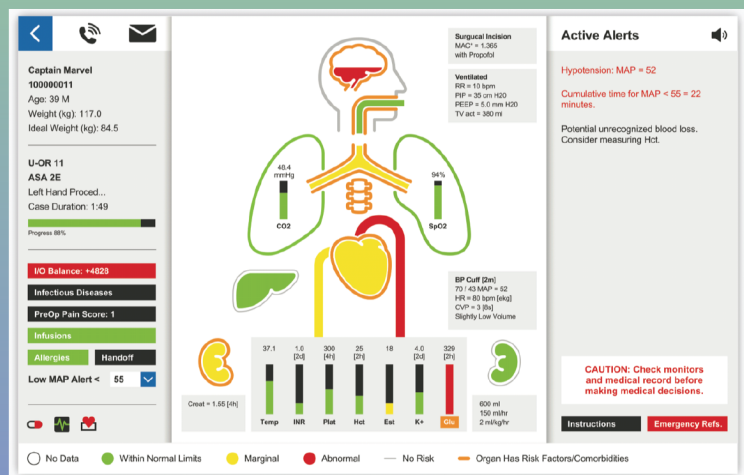 Captain Marvel
100000011
Age: 39 M
Weight (kg): 117.0
Ideal Weight (kg): 84.5
U-OR 11
ASA 2E
Left Hand Proced...
Case Duration: 1:49
Progress 88%
I/O Balance: +4828
Infectious Diseases
PreOp Pain Score: 1
Infusions
Allergies
Handoff
Low MAP Alert <
55
Surgucal Incision
MAC* = 1.365
with Propofol
Ventilated
RR = 10 bpm
PIP = 35 cm H20
PEEP = 5.0 mm H20
TV act = 380 ml
48.4
mmHg
CO2
94%
SpO2
BP Cuff [2m]
70 / 43 MAP = 52
HR = 80 bpm [ekg]
CVP = 3 [8s]
Slightly Low Volume
Creat = 1.55 [4h]
37.1 1.0 300 25 18 4.0 329
[2d] [4h] [2h] [2d] [2h]
Temp INR Plat Hct Est K+ Glu
600 ml
150 ml/hr
2 ml/kg/hr
Active Alerts
Hypotension: MAP = 52
Cumulative time for MAP < 55 = 22
minutes.
Potential unrecognized blood loss.
Consider measuring Hct.
CAUTION: Check monitors
and medical record before
making medical decisions.
Instructions
Emergency Refs.
No Data
Within Normal Limits
Marginal
Abnormal
No Risk
Organ Has Risk Factors/Comorbidities